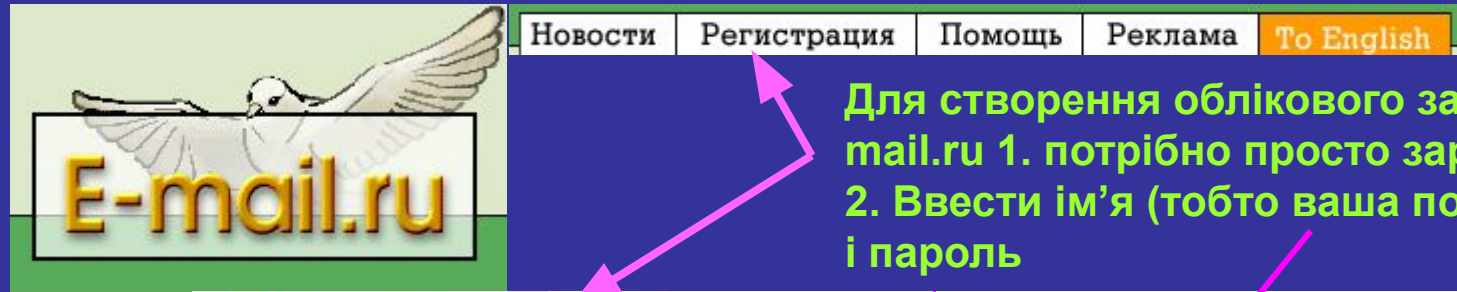 Новости Регистрация Помощь Реклама To English
E-mail.ru
Для створення облікового
mail.ru 1. потрібно просто
2. Ввести ім’я (тобто ваша
і пароль